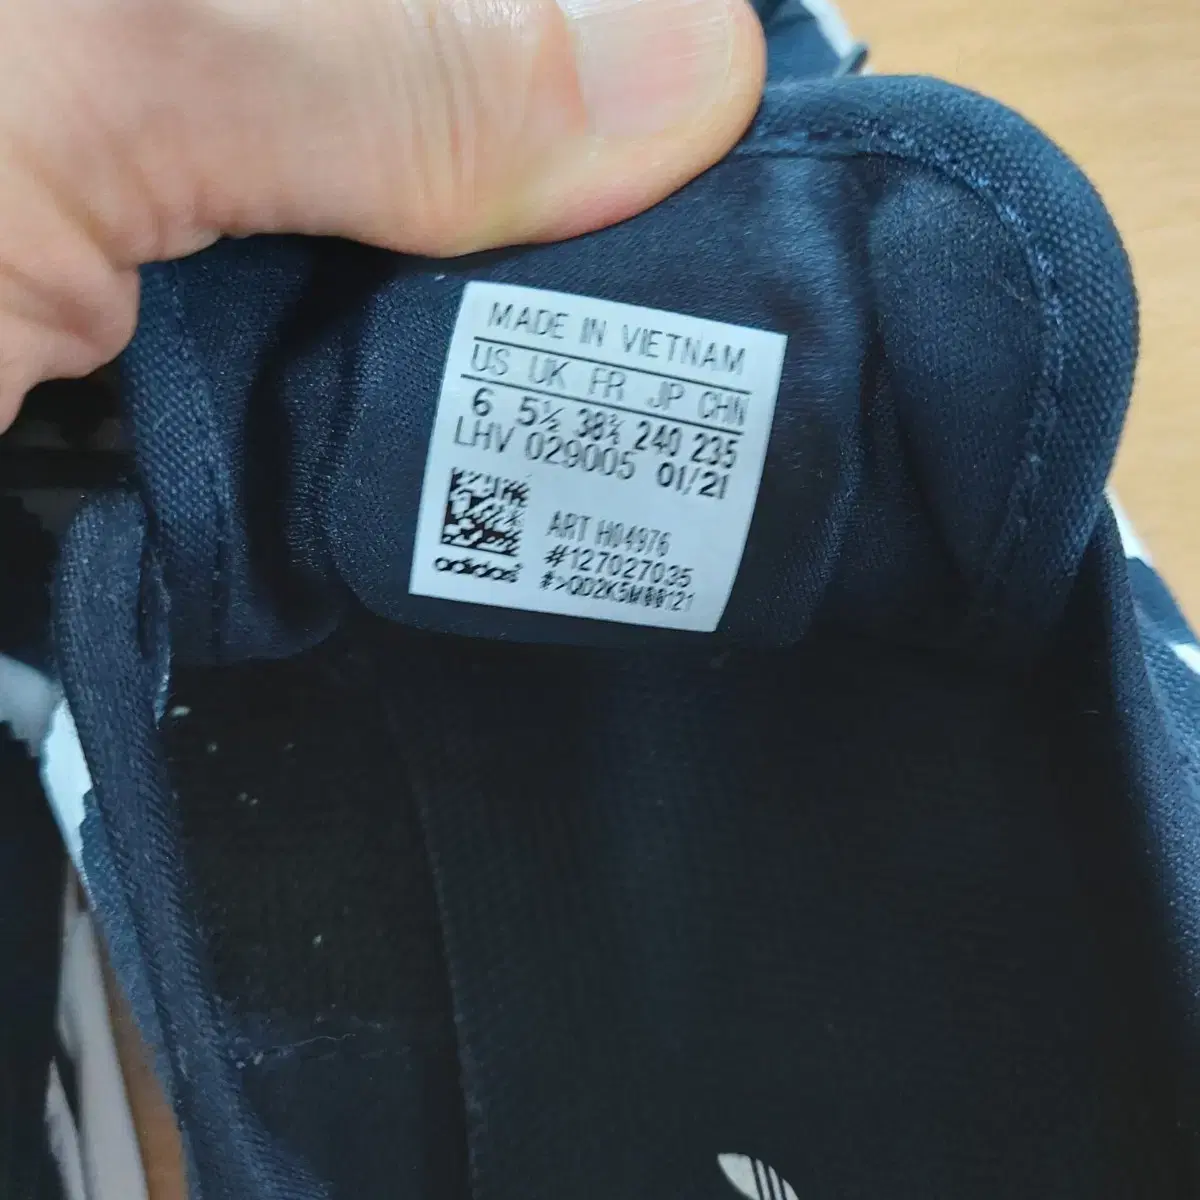 MADE IN VIETNAM
US UK FR JP CHN
6 5½ 38⅔ 240 235
LHV 029005 01/21
ART H04976
#127027035
#>QD2K5M00121
adidas